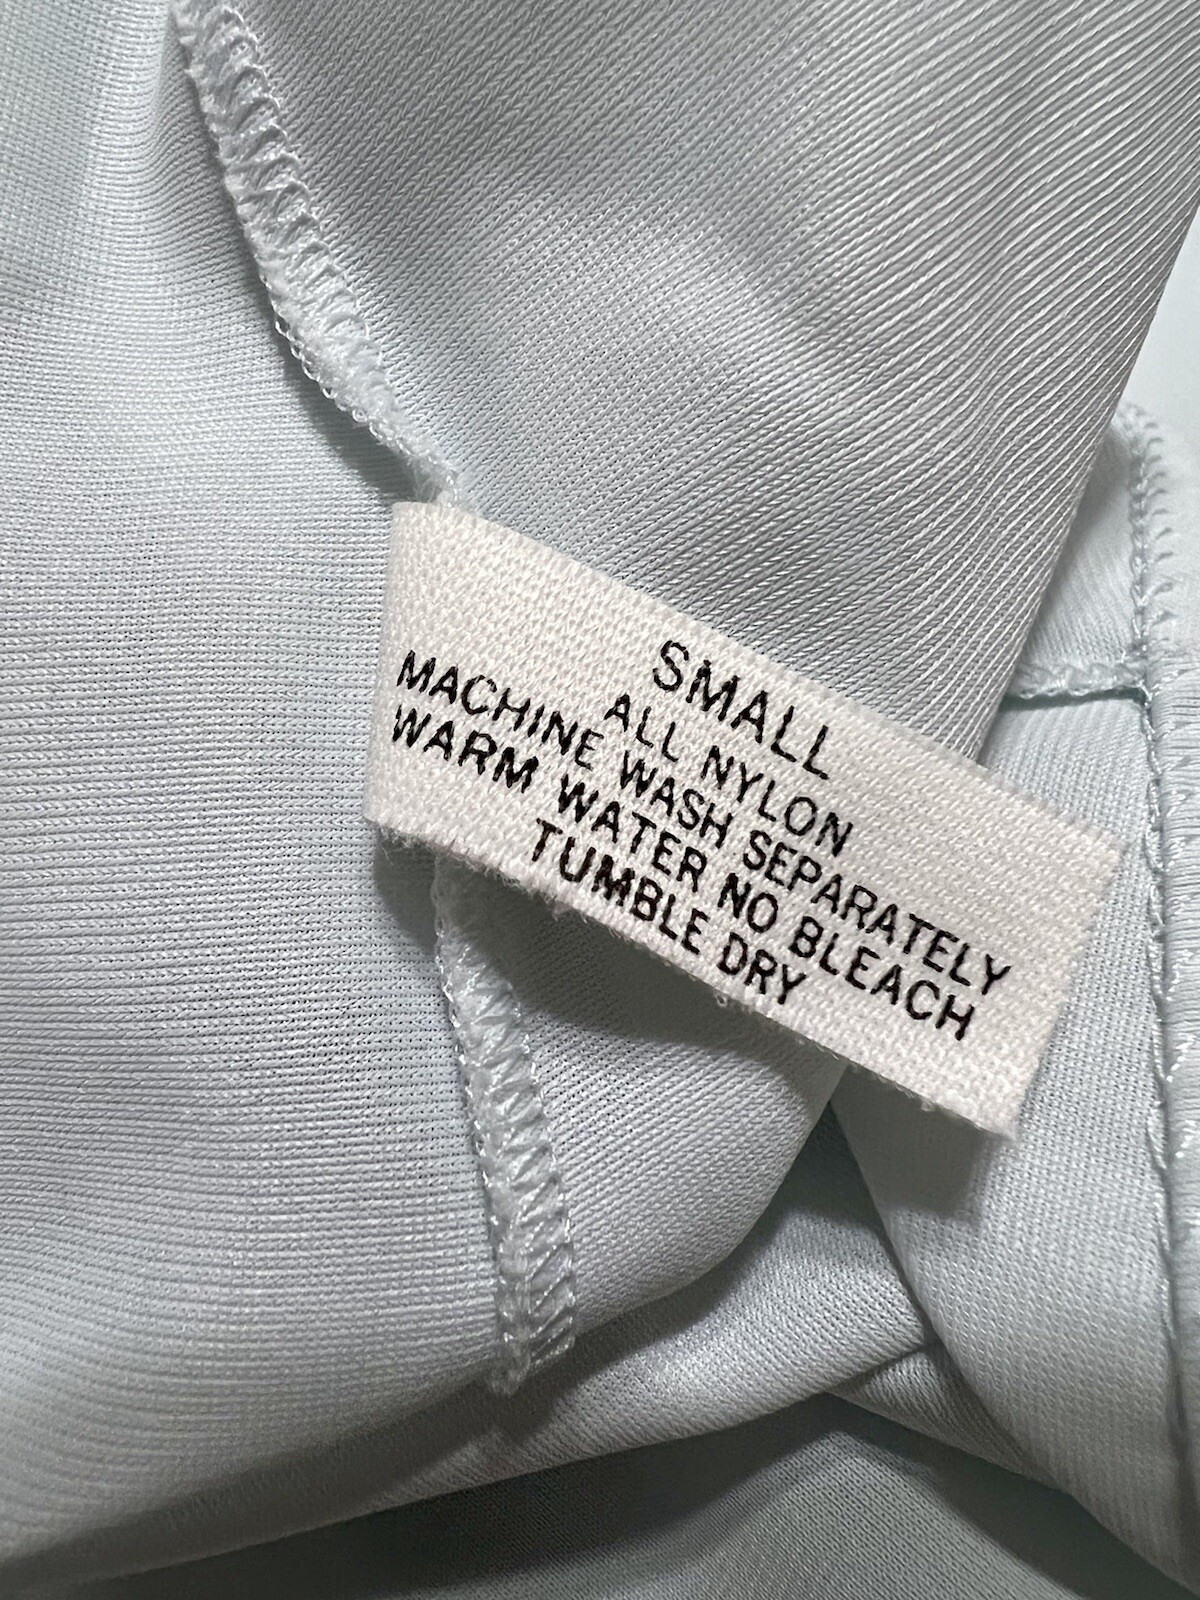 SMALL
ALL NYLON
MACHINE WASH SEPARATELY
WARM WATER NO BLEACH
TUMBLE DRY